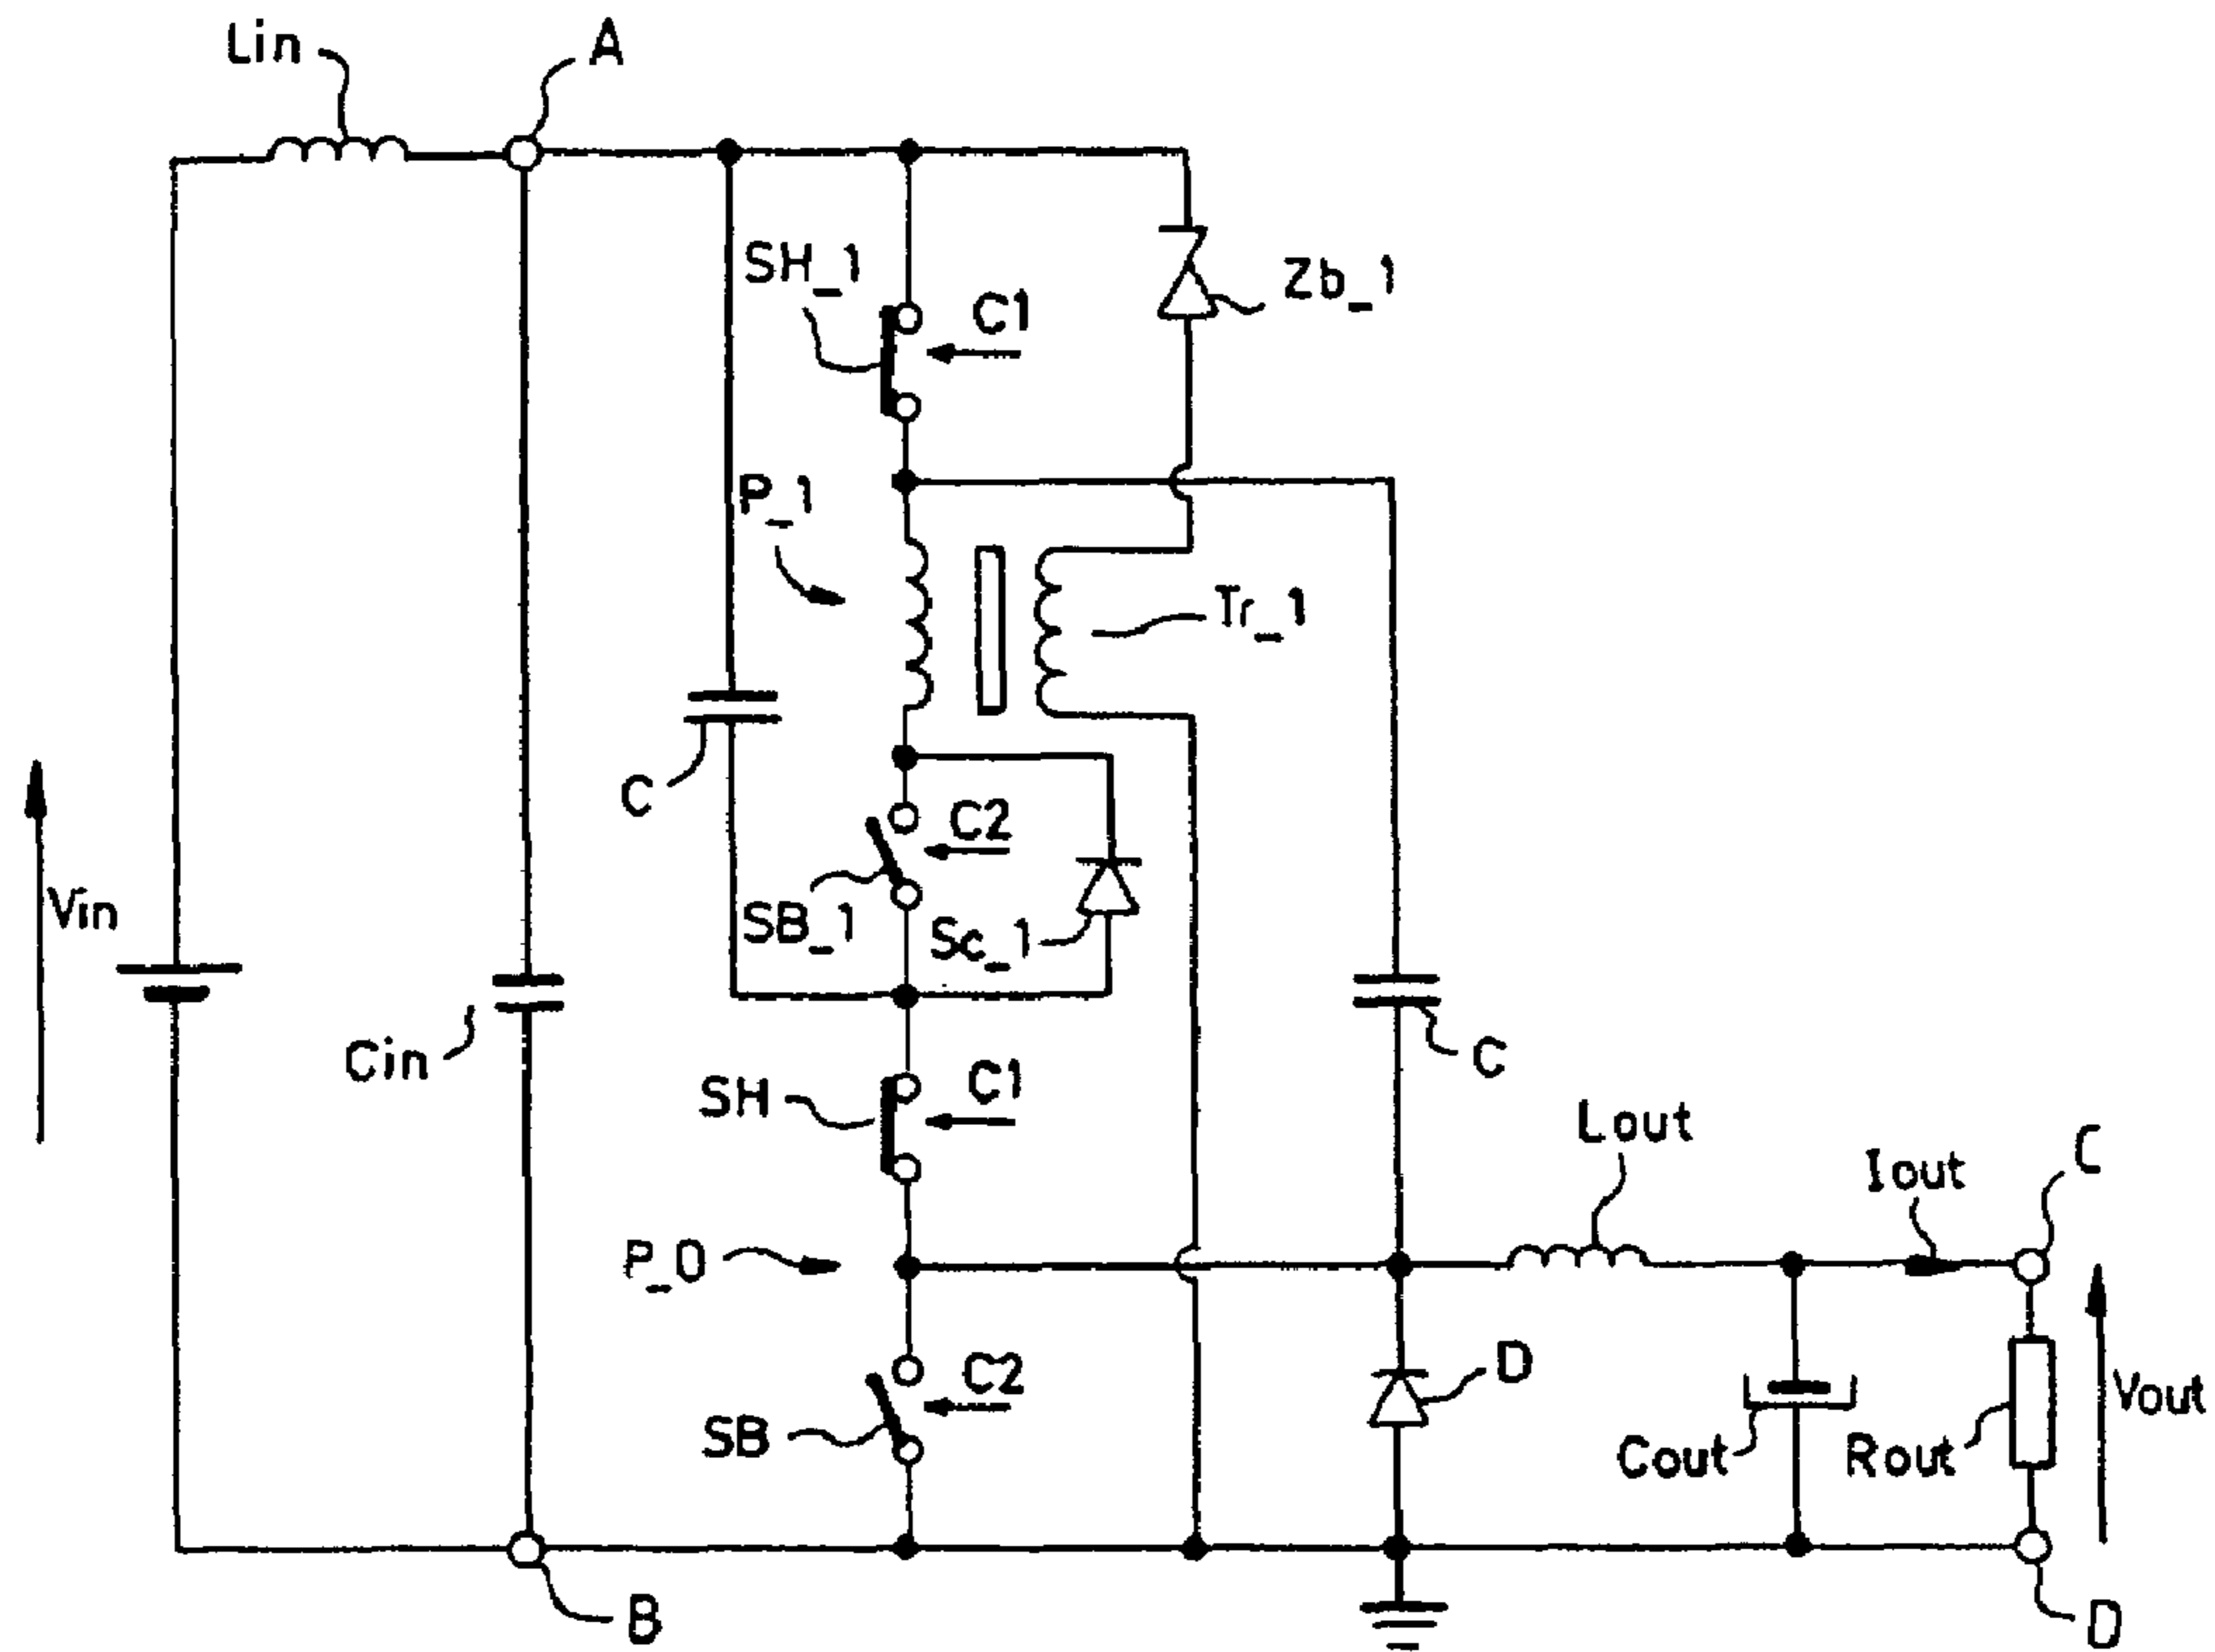 Lin
A
SH_1
C1
Zb_1
P_1
Tr_1
C
C2
SB_1
Sc_1
Vin
Cin
C
SH
C1
Lout
Iout
C
P_0
C2
D
SB
Cout
Rout
Vout
B
D